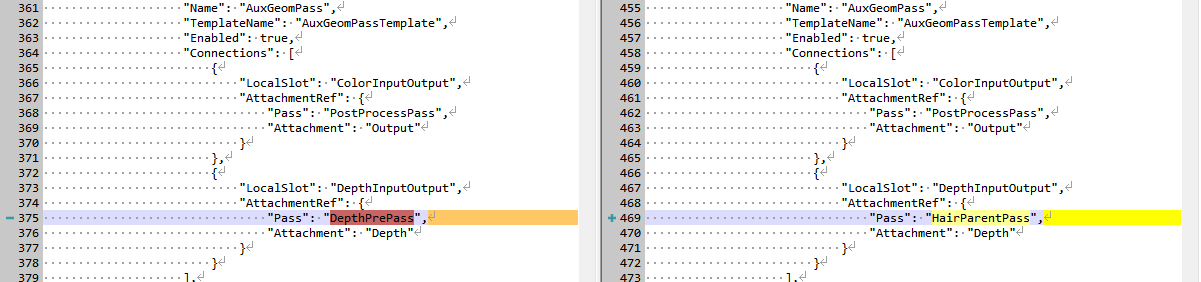 361 "Name": "AuxGeomPass",
362 "TemplateName": "AuxGeomPassTemplate",
363 "Enabled": true,
364 "Connections": [
365 {
366 "LocalSlot": "ColorInputOutput",
367 "AttachmentRef": {
368 "Pass": "PostProcessPass",
369 "Attachment": "Output"
370 }
371 },
372 {
373 "LocalSlot": "DepthInputOutput",
374 "AttachmentRef": {
375 "Pass": "DepthPrePass",
376 "Attachment": "Depth"
377 }
378 }
379 ],
455 "Name": "AuxGeomPass",
456 "TemplateName": "AuxGeomPassTemplate",
457 "Enabled": true,
458 "Connections": [
459 {
460 "LocalSlot": "ColorInputOutput",
461 "AttachmentRef": {
462 "Pass": "PostProcessPass",
463 "Attachment": "Output"
464 }
465 },
466 {
467 "LocalSlot": "DepthInputOutput",
468 "AttachmentRef": {
469 "Pass": "HairParentPass",
470 "Attachment": "Depth"
471 }
472 }
473 ],